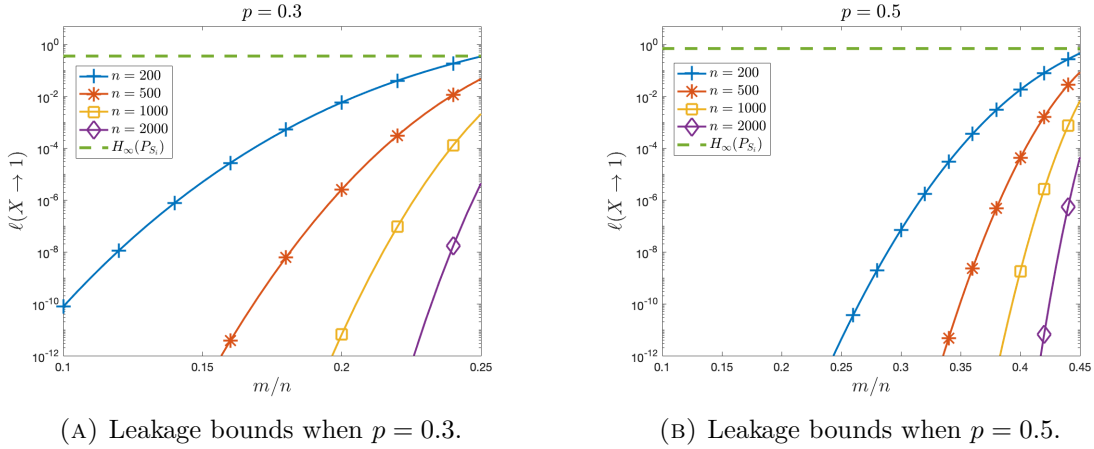 p = 0.3
ℓ(X → 1)
10^0
10^-2
10^-4
10^-6
10^-8
10^-10
10^-12
n = 200
n = 500
n = 1000
n = 2000
H_∞(P_{S_i})
0.1 0.15 0.2 0.25
m/n
(A) Leakage bounds when p = 0.3.
p = 0.5
ℓ(X → 1)
10^0
10^-2
10^-4
10^-6
10^-8
10^-10
10^-12
n = 200
n = 500
n = 1000
n = 2000
H_∞(P_{S_i})
0.1 0.15 0.2 0.25 0.3 0.35 0.4 0.45
m/n
(B) Leakage bounds when p = 0.5.